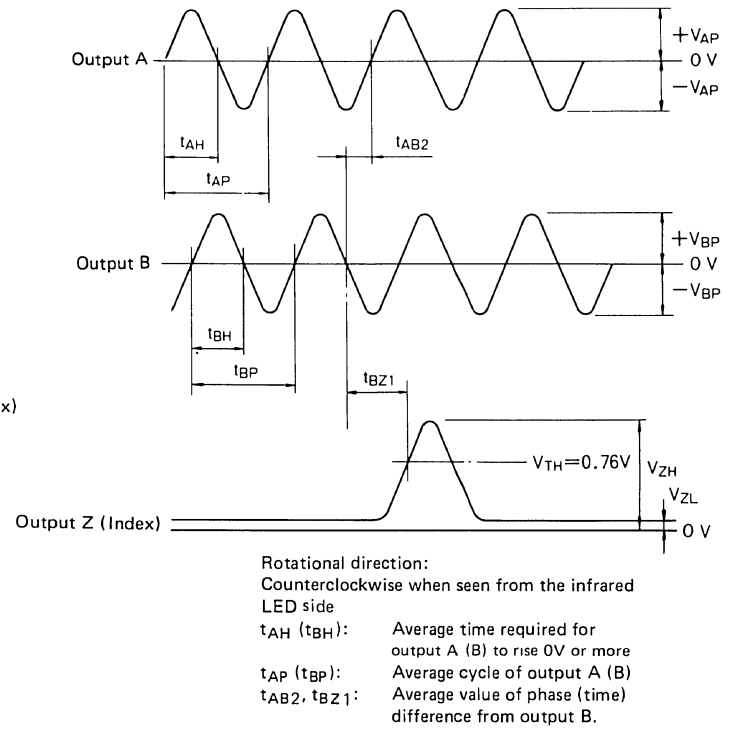 +VAP
Output A
0 V
−VAP
tAH
tAB2
tAP
+VBP
Output B
0 V
−VBP
tBH
tBP
tBZ1
x)
VTH=0.76V
VZH
VZL
Output Z (Index)
0 V
Rotational direction:
Counterclockwise when seen from the infrared
LED side
tAH (tBH): Average time required for
output A (B) to rise 0V or more
tAP (tBP): Average cycle of output A (B)
tAB2, tBZ1: Average value of phase (time)
difference from output B.